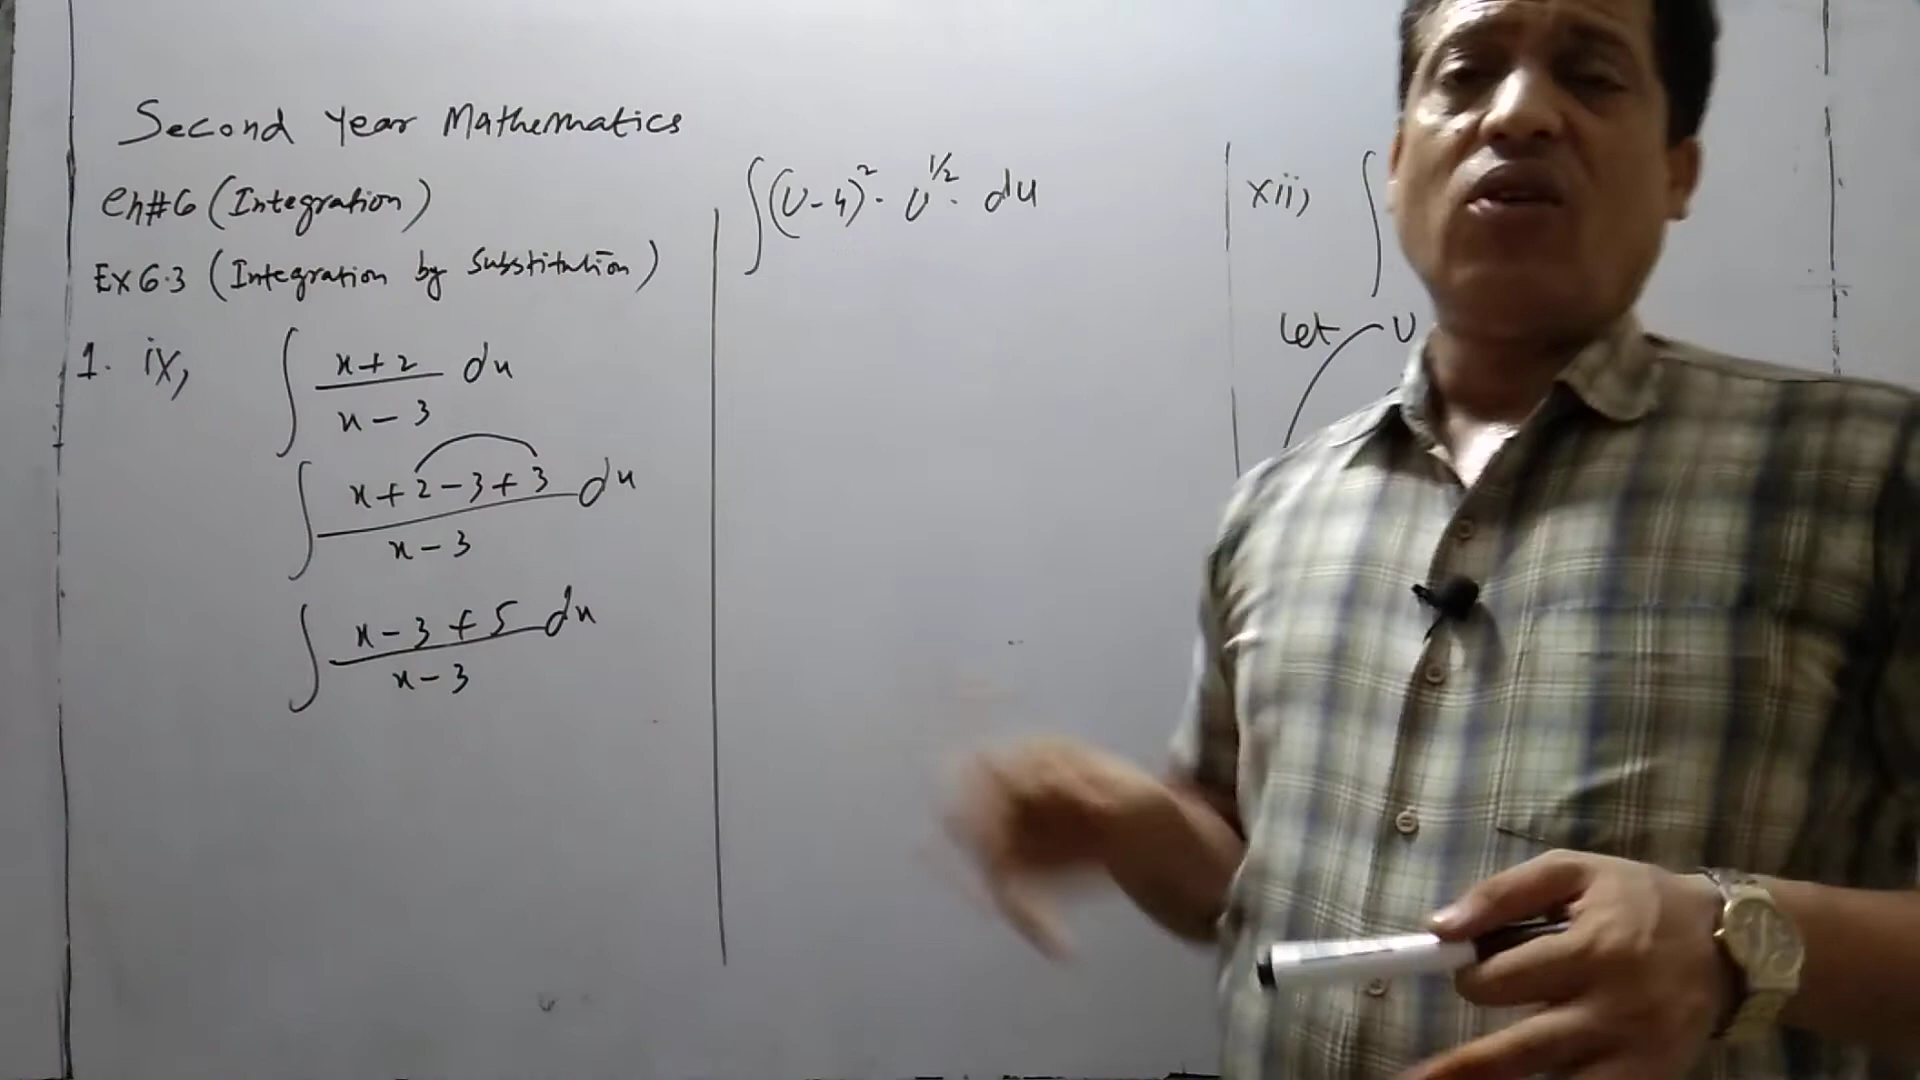 Second Year Mathematics
Ch#6 (Integration)
Ex 6.3 (Integration by Substitution)
1. ix, ∫ x+2 / x-3 dx
∫ x+2-3+3 / x-3 dx
∫ x-3+5 / x-3 dx
∫(U-4)² · U^1/2 · du
xii) ∫
Let U